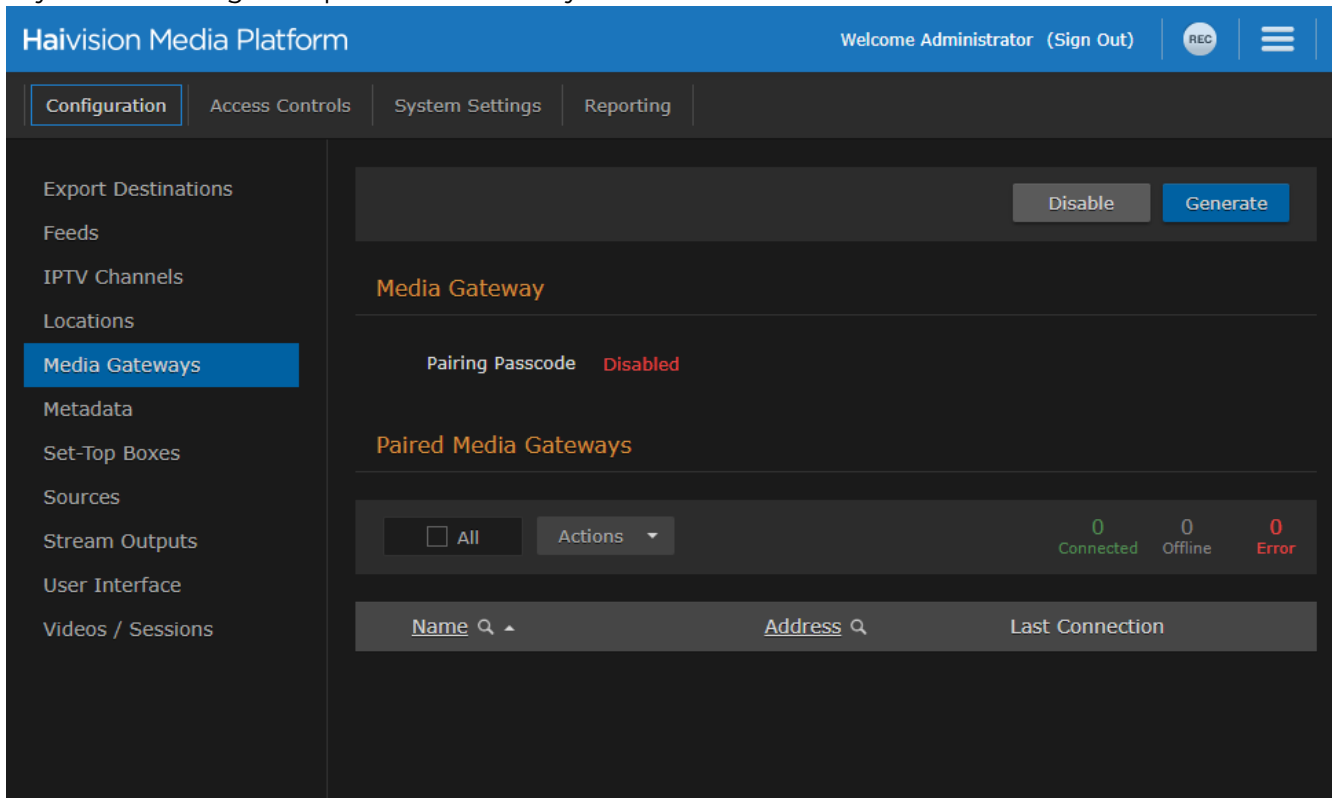 Haivision Media Platform
Welcome Administrator (Sign Out)
REC
Configuration Access Controls System Settings Reporting
Export Destinations
Feeds
IPTV Channels
Locations
Media Gateways
Metadata
Set-Top Boxes
Sources
Stream Outputs
User Interface
Videos / Sessions
Disable Generate
Media Gateway
Pairing Passcode Disabled
Paired Media Gateways
All Actions
0 Connected
0 Offline
0 Error
Name Address Last Connection